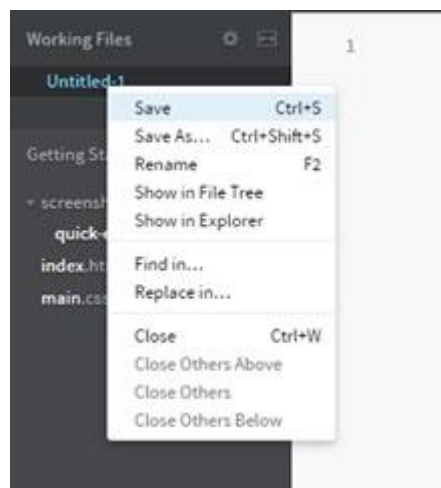 Working Files
1
Untitled-1
Save Ctrl+S
Save As... Ctrl+Shift+S
Getting St
Rename F2
Show in File Tree
screensh
Show in Explorer
quick-e
index.ht
Find in...
main.css
Replace in...
Close Ctrl+W
Close Others Above
Close Others
Close Others Below